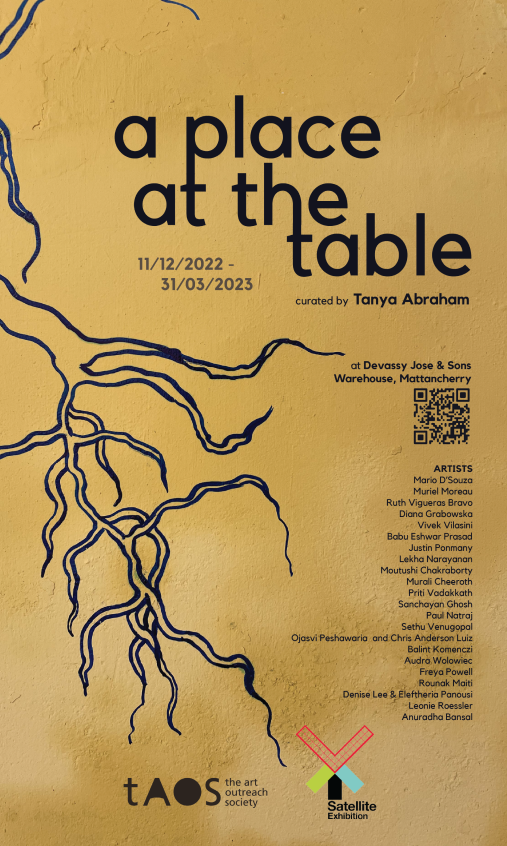 a place
at the
table
11/12/2022 -
31/03/2023
curated by Tanya Abraham
at Devassy Jose & Sons
Warehouse, Mattancherry
ARTISTS
Mario D'Souza
Muriel Moreau
Ruth Vigueras Bravo
Diana Grabowska
Vivek Vilasini
Babu Eshwar Prasad
Justin Ponmany
Lekha Narayanan
Moutushi Chakraborty
Murali Cheeroth
Priti Vadakkath
Sanchayan Ghosh
Paul Natraj
Sethu Venugopal
Ojasvi Peshawaria and Chris Anderson Luiz
Balint Komenczi
Audra Wolowiec
Freya Powell
Rounak Maiti
Denise Lee & Eleftheria Panousi
Leonie Roessler
Anuradha Bansal
tAOS
the art
outreach
society
Satellite
Exhibition